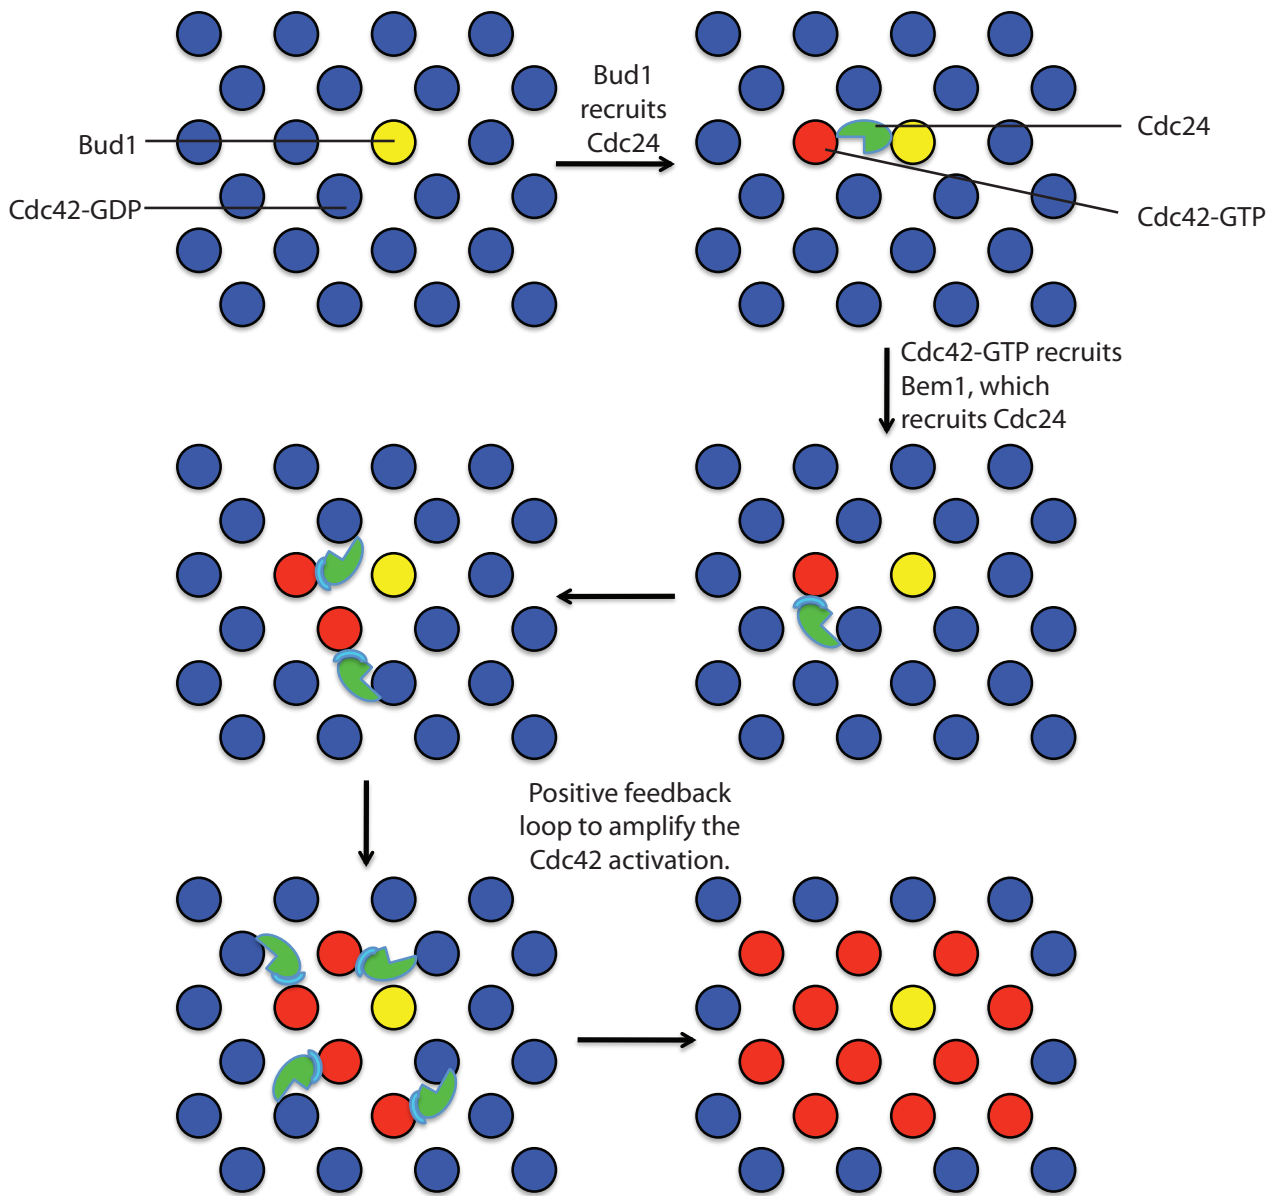 Bud1
recruits
Cdc24
Bud1
Cdc42-GDP
Cdc24
Cdc42-GTP
Cdc42-GTP recruits
Bem1, which
recruits Cdc24
Positive feedback
loop to amplify the
Cdc42 activation.